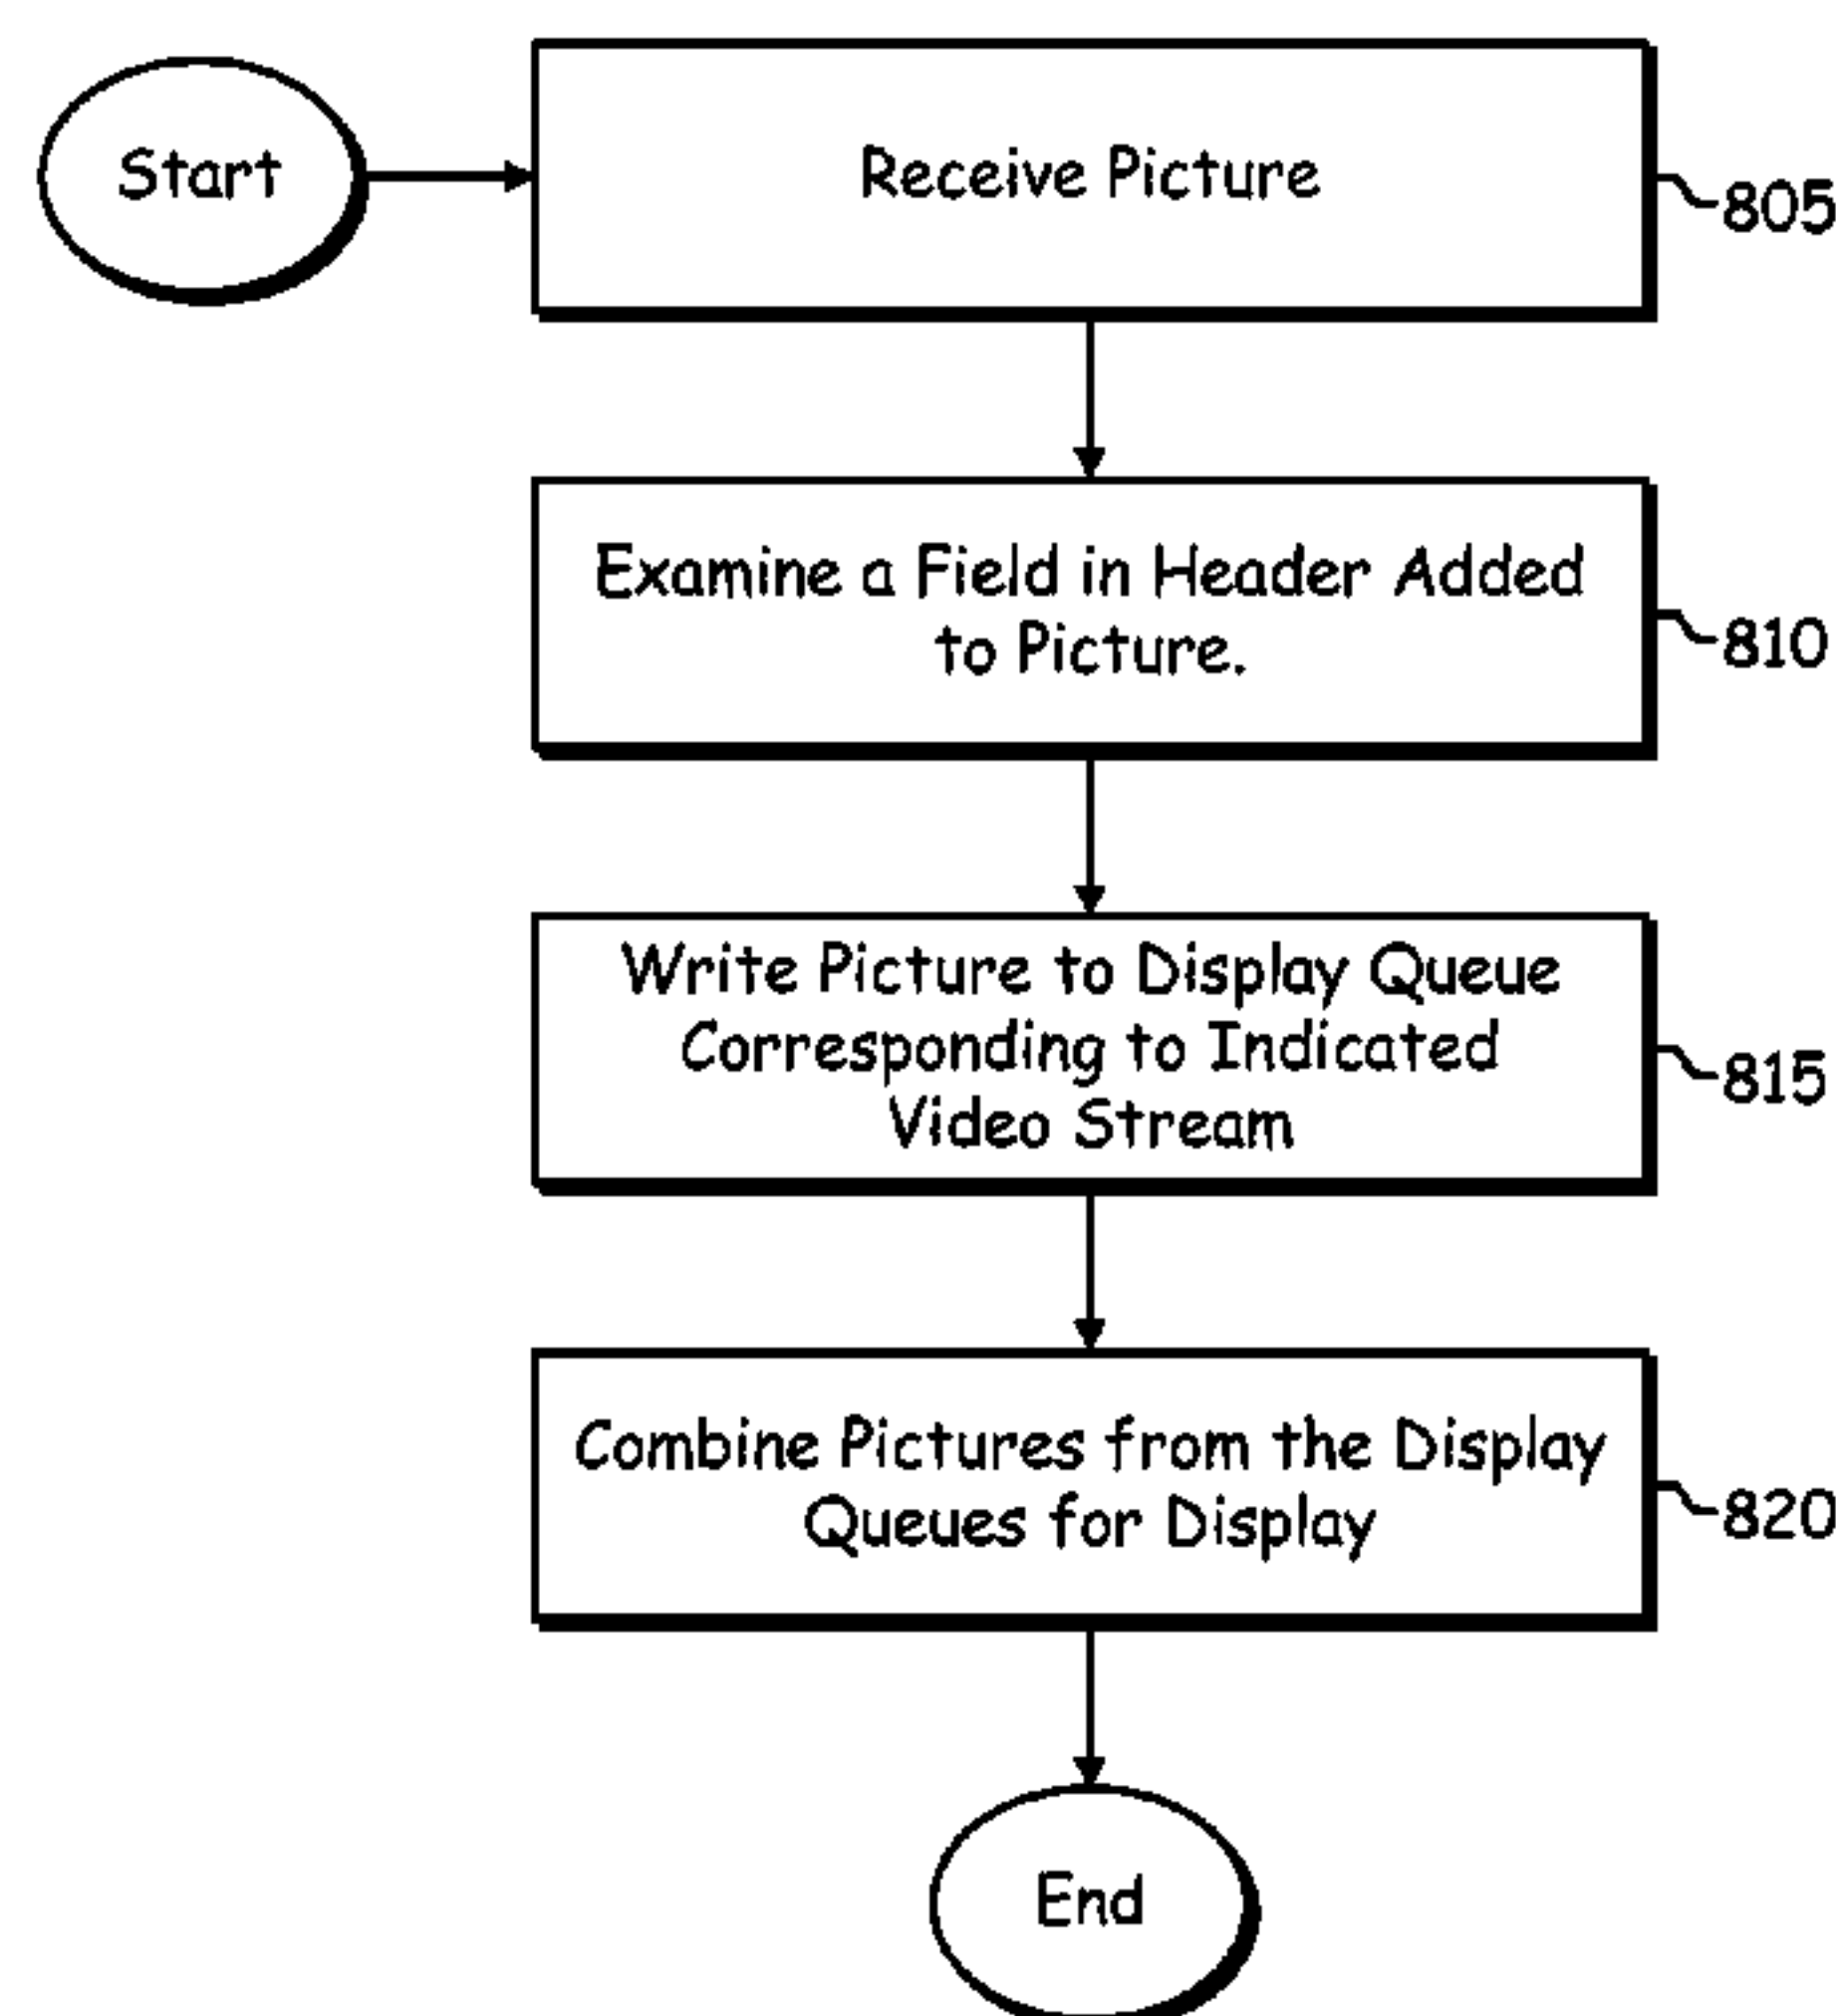 Start
Receive Picture
805
Examine a Field in Header Added
to Picture.
810
Write Picture to Display Queue
Corresponding to Indicated
Video Stream
815
Combine Pictures from the Display
Queues for Display
820
End